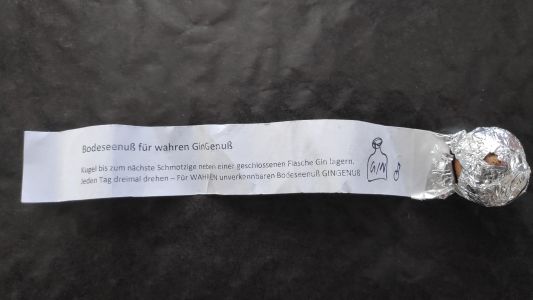 Bodeseenuß für wahren GinGenuß
Kugel bis zum nächste Schmotzige neben einer geschlossenen Flasche Gin lagern.
Jeden Tag dreimal drehen – Für WAHREN unverkennbaren Bodeseenuß GINGENUß
GIN